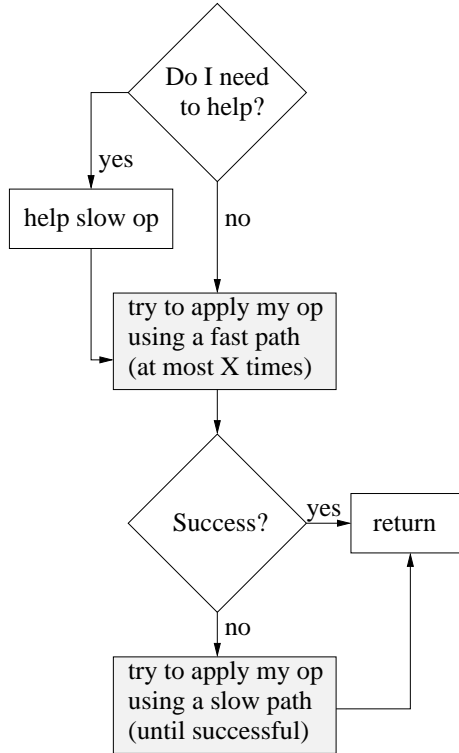 Do I need
to help?
yes
help slow op
no
try to apply my op
using a fast path
(at most X times)
Success?
yes
return
no
try to apply my op
using a slow path
(until successful)